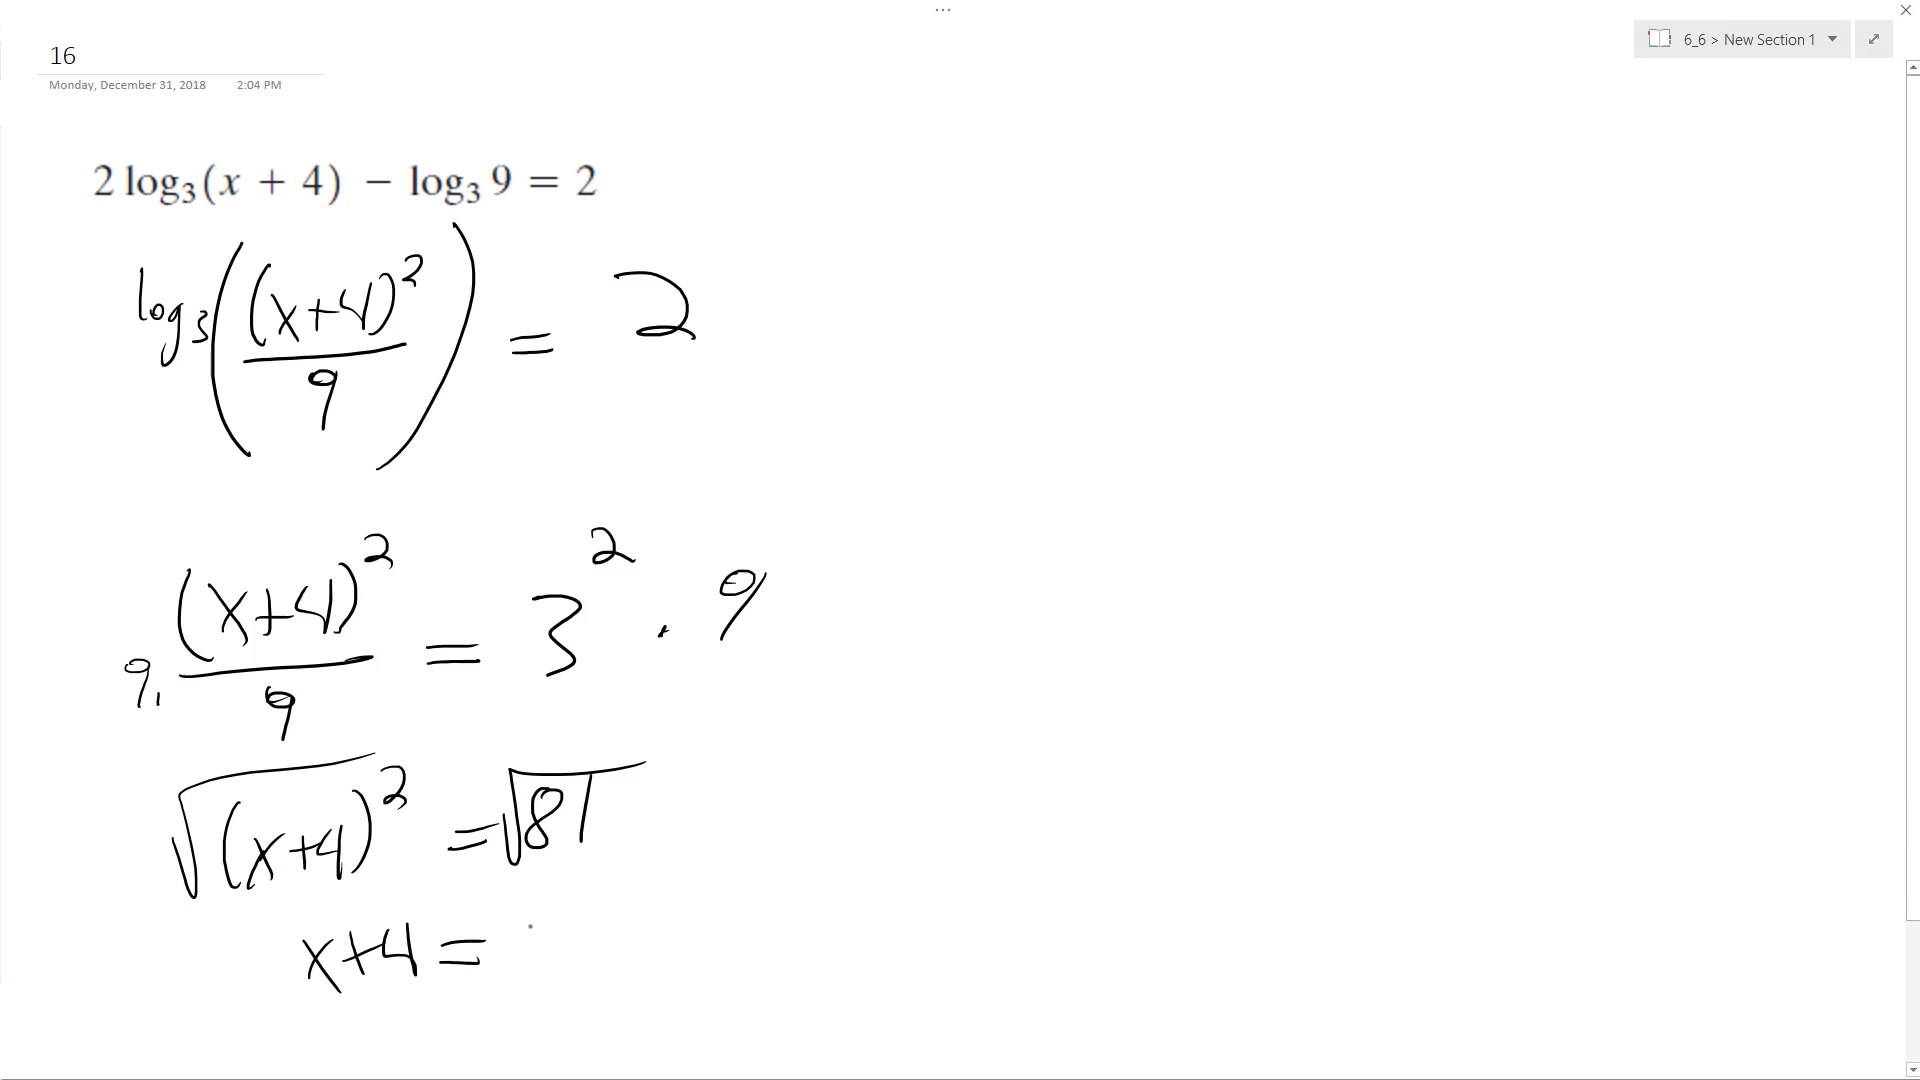 ...
6_6 > New Section 1
16
Monday, December 31, 2018 2:04 PM
2 log₃(x + 4) − log₃ 9 = 2
log₃((x+4)²/9) = 2
9·(x+4)²/9 = 3² · 9
√(x+4)² = √81
x+4 =